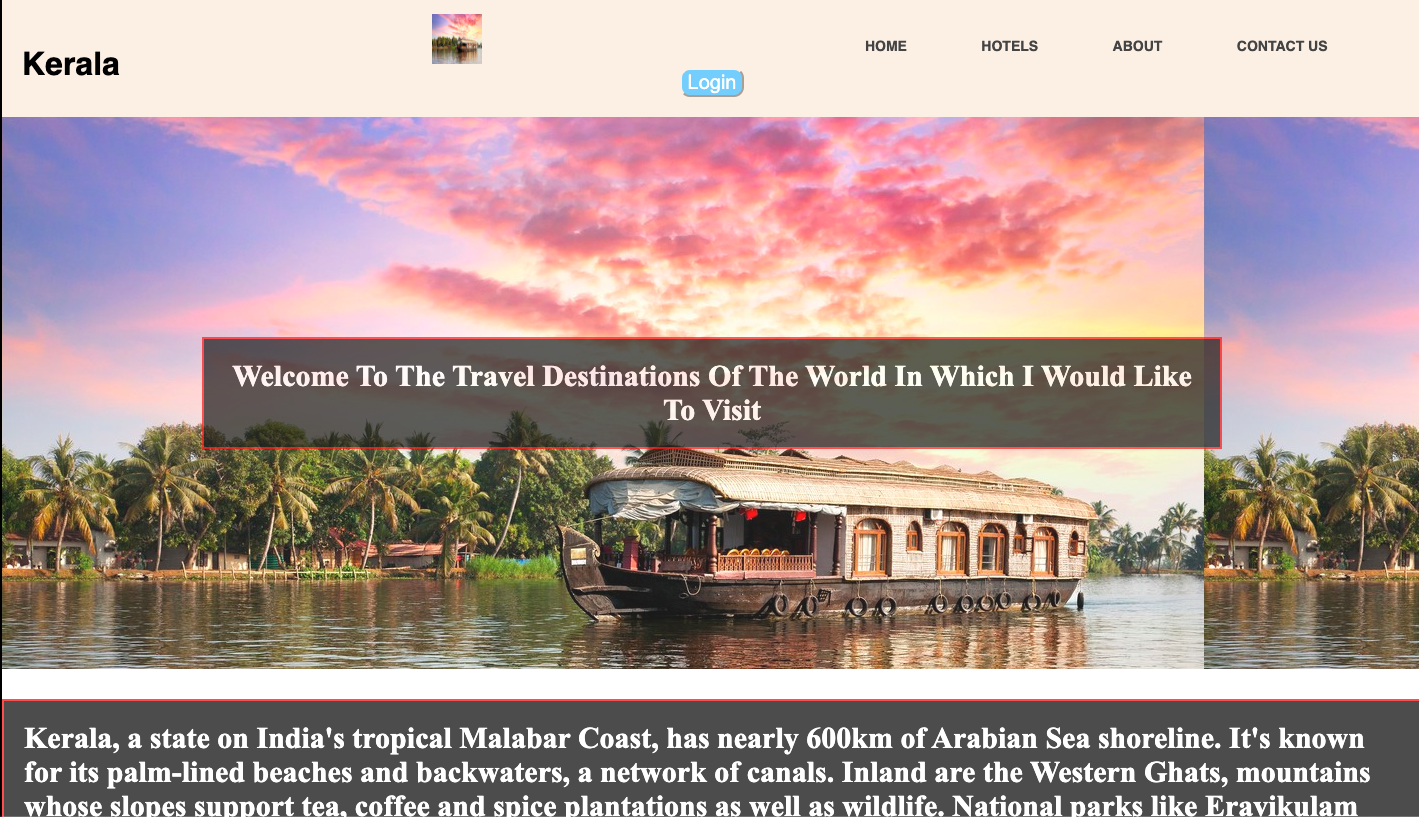 Kerala
HOME
HOTELS
ABOUT
CONTACT US
Login
Welcome To The Travel Destinations Of The World In Which I Would Like
To Visit
Kerala, a state on India's tropical Malabar Coast, has nearly 600km of Arabian Sea shoreline. It's known
for its palm-lined beaches and backwaters, a network of canals. Inland are the Western Ghats, mountains
whose slopes support tea, coffee and spice plantations as well as wildlife. National parks like Eravikulam